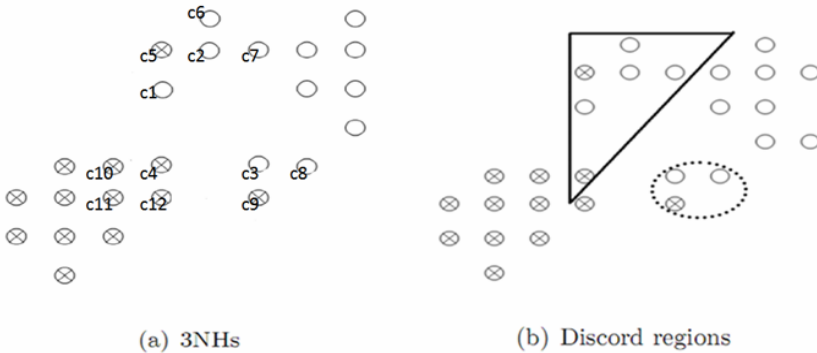 c6
c5 c2 c7
c1
c10 c4 c3 c8
c11 c12 c9
(a) 3NHs
(b) Discord regions